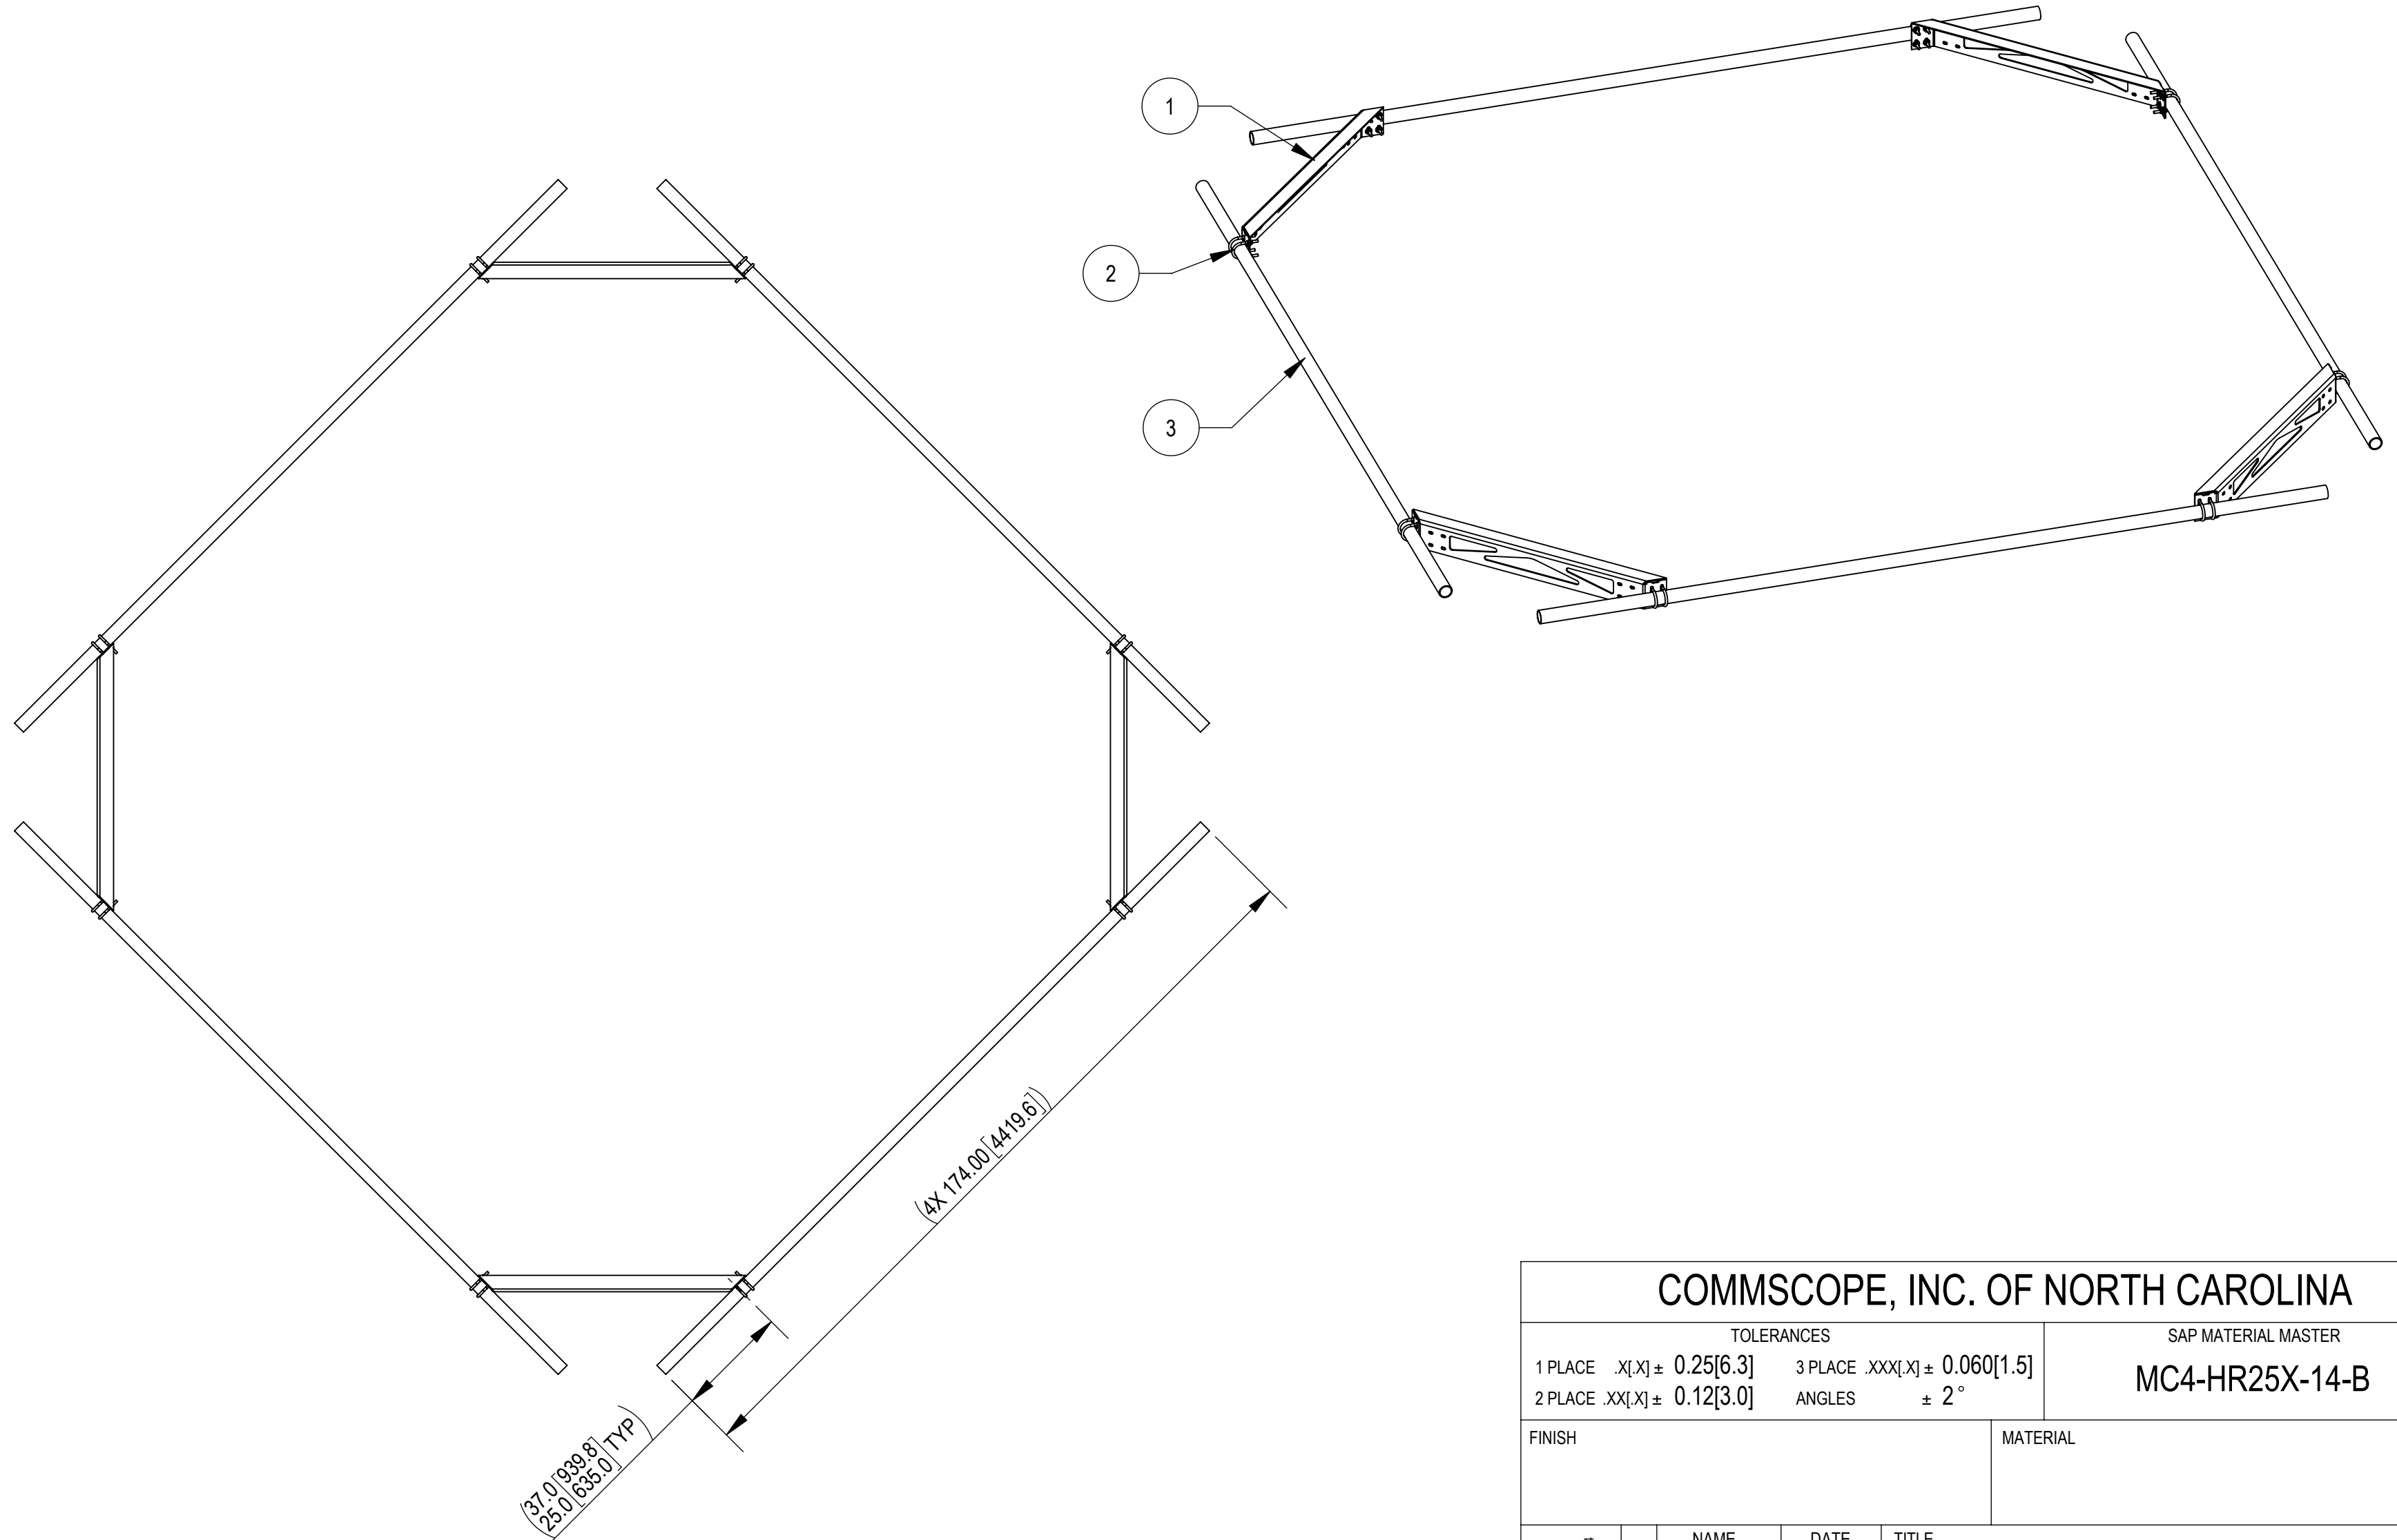 1
2
3
(4X 174.00[4419.6])
(37.0[939.8]
25.0[635.0] TYP)
COMMSCOPE, INC. OF NORTH CAROLINA
TOLERANCES
1 PLACE .X[.X] ± 0.25[6.3] 3 PLACE .XXX[.X] ± 0.060[1.5]
2 PLACE .XX[.X] ± 0.12[3.0] ANGLES ± 2°
SAP MATERIAL MASTER
MC4-HR25X-14-B
FINISH
MATERIAL
NAME DATE TITLE